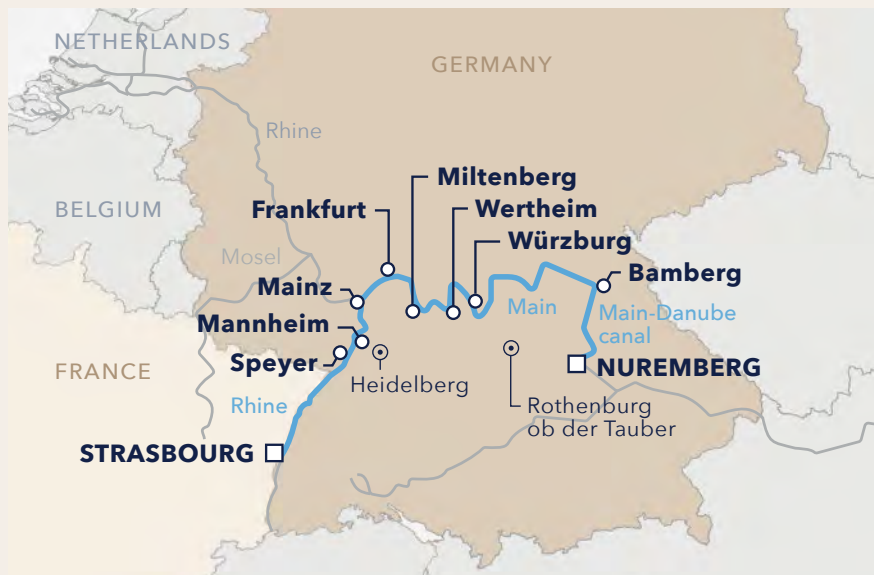 NETHERLANDS
GERMANY
Rhine
Miltenberg
BELGIUM
Frankfurt
Wertheim
Würzburg
Mosel
Bamberg
Mainz
Main
Main-Danube
canal
Mannheim
Speyer
NUREMBERG
FRANCE
Heidelberg
Rhine
Rothenburg
ob der Tauber
STRASBOURG